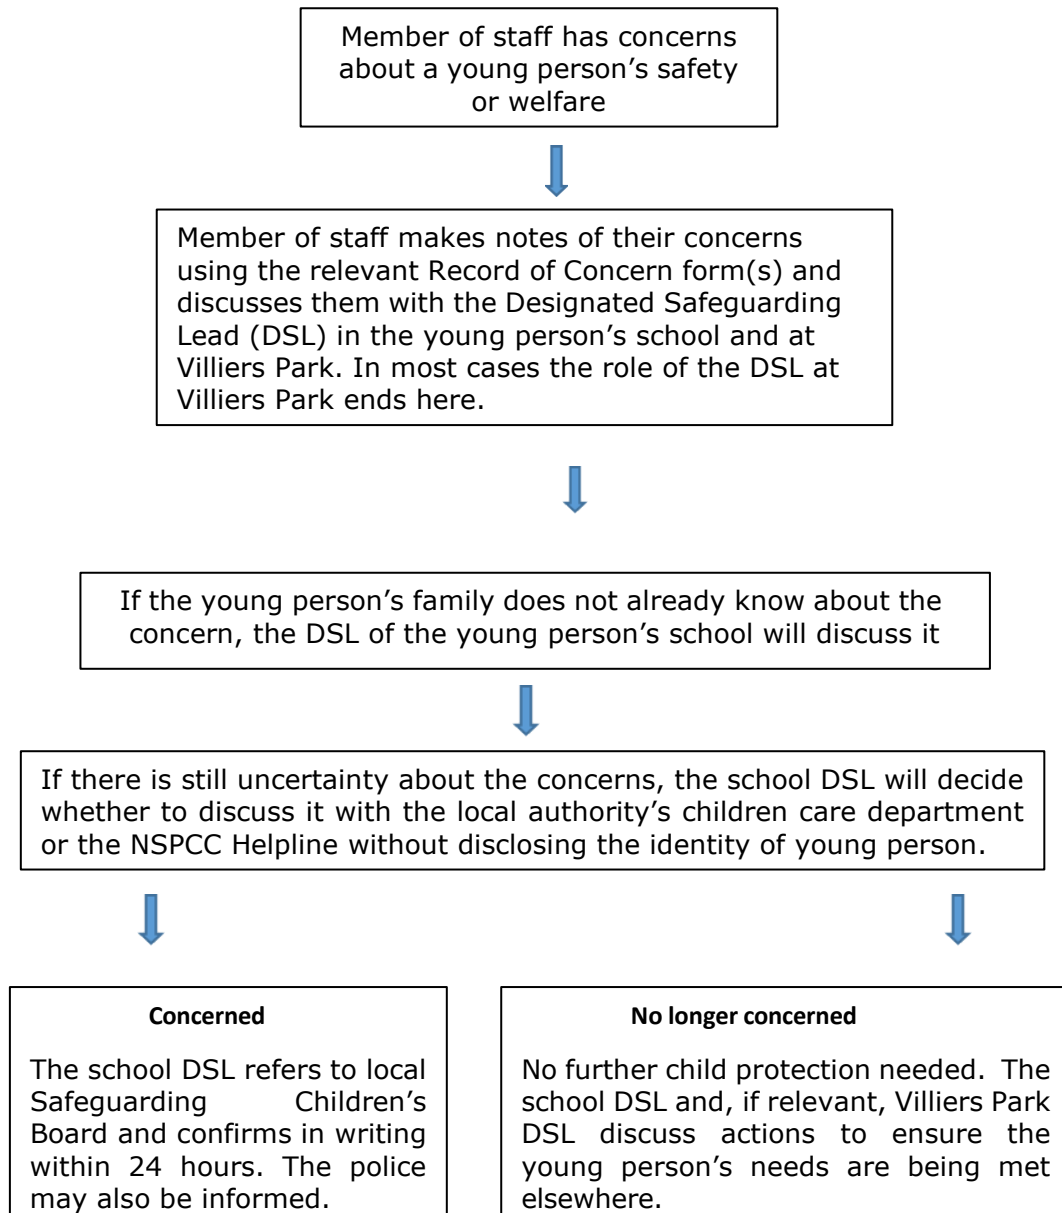 Member of staff has concerns
about a young person’s safety
or welfare
Member of staff makes notes of their concerns
using the relevant Record of Concern form(s) and
discusses them with the Designated Safeguarding
Lead (DSL) in the young person’s school and at
Villiers Park. In most cases the role of the DSL at
Villiers Park ends here.
If the young person’s family does not already know about the
concern, the DSL of the young person’s school will discuss it
If there is still uncertainty about the concerns, the school DSL will decide
whether to discuss it with the local authority’s children care department
or the NSPCC Helpline without disclosing the identity of young person.
Concerned
The school DSL refers to local
Safeguarding Children’s
Board and confirms in writing
within 24 hours. The police
may also be informed.
No longer concerned
No further child protection needed. The
school DSL and, if relevant, Villiers Park
DSL discuss actions to ensure the
young person’s needs are being met
elsewhere.